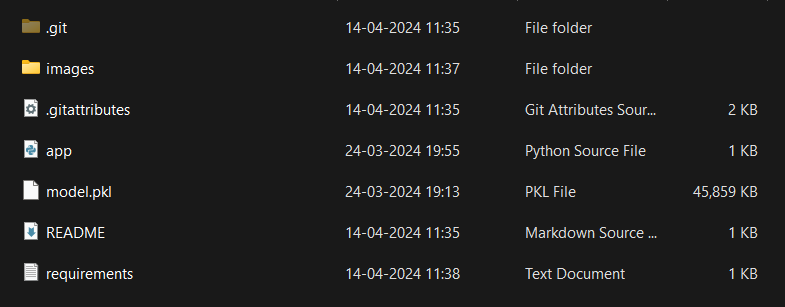 .git 14-04-2024 11:35 File folder
images 14-04-2024 11:37 File folder
.gitattributes 14-04-2024 11:35 Git Attributes Sour... 2 KB
app 24-03-2024 19:55 Python Source File 1 KB
model.pkl 24-03-2024 19:13 PKL File 45,859 KB
README 14-04-2024 11:35 Markdown Source ... 1 KB
requirements 14-04-2024 11:38 Text Document 1 KB